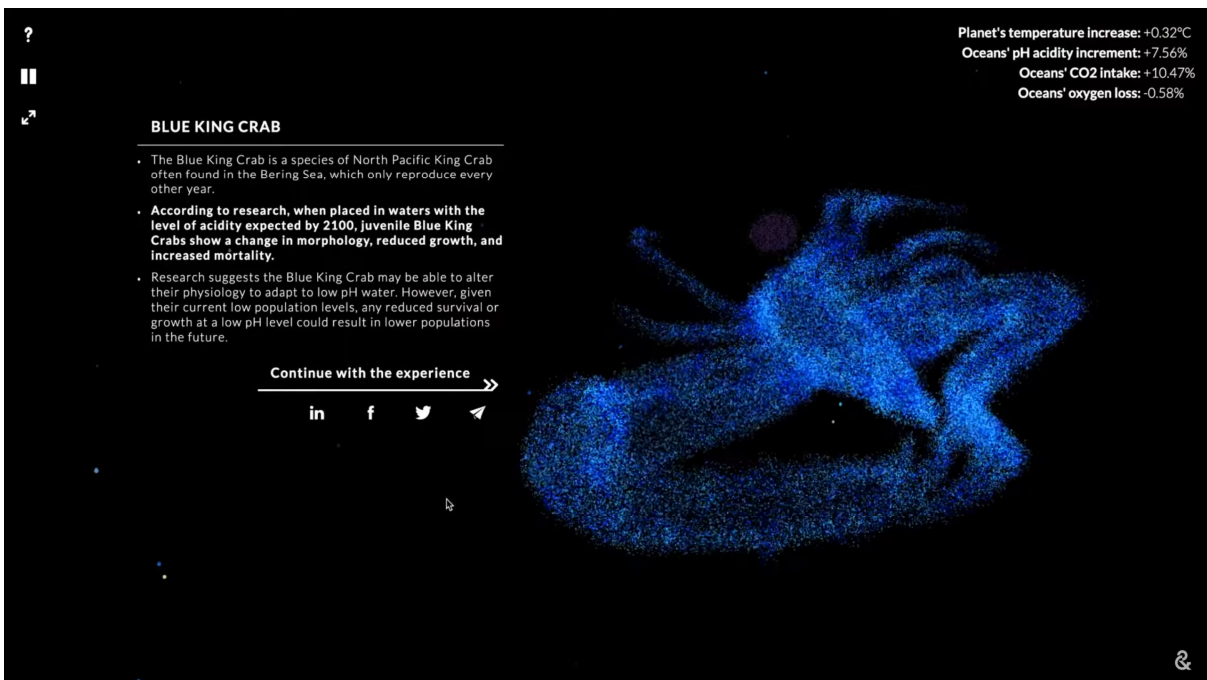 ?
Planet's temperature increase: +0.32ºC
Oceans' pH acidity increment: +7.56%
Oceans' CO2 intake: +10.47%
Oceans' oxygen loss: -0.58%
BLUE KING CRAB
• The Blue King Crab is a species of North Pacific King Crab
often found in the Bering Sea, which only reproduce every
other year.
• According to research, when placed in waters with the
level of acidity expected by 2100, juvenile Blue King
Crabs show a change in morphology, reduced growth, and
increased mortality.
• Research suggests the Blue King Crab may be able to alter
their physiology to adapt to low pH water. However, given
their current low population levels, any reduced survival or
growth at a low pH level could result in lower populations
in the future.
Continue with the experience
in f
&